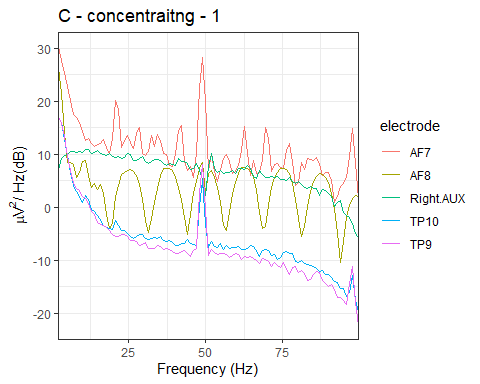 C - concentraitng - 1
30
20
10
0
-10
-20
μV²/ Hz(dB)
25
50
75
Frequency (Hz)
electrode
AF7
AF8
Right.AUX
TP10
TP9